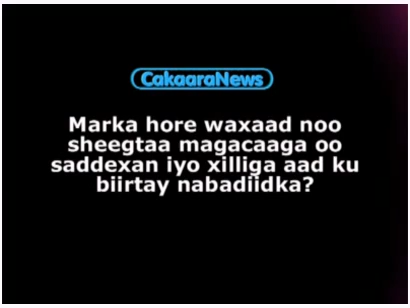 CakaaraNews
Marka hore waxaad noo
sheegtaa magacaaga oo
saddexan iyo xilliga aad ku
biirtay nabadiidka?